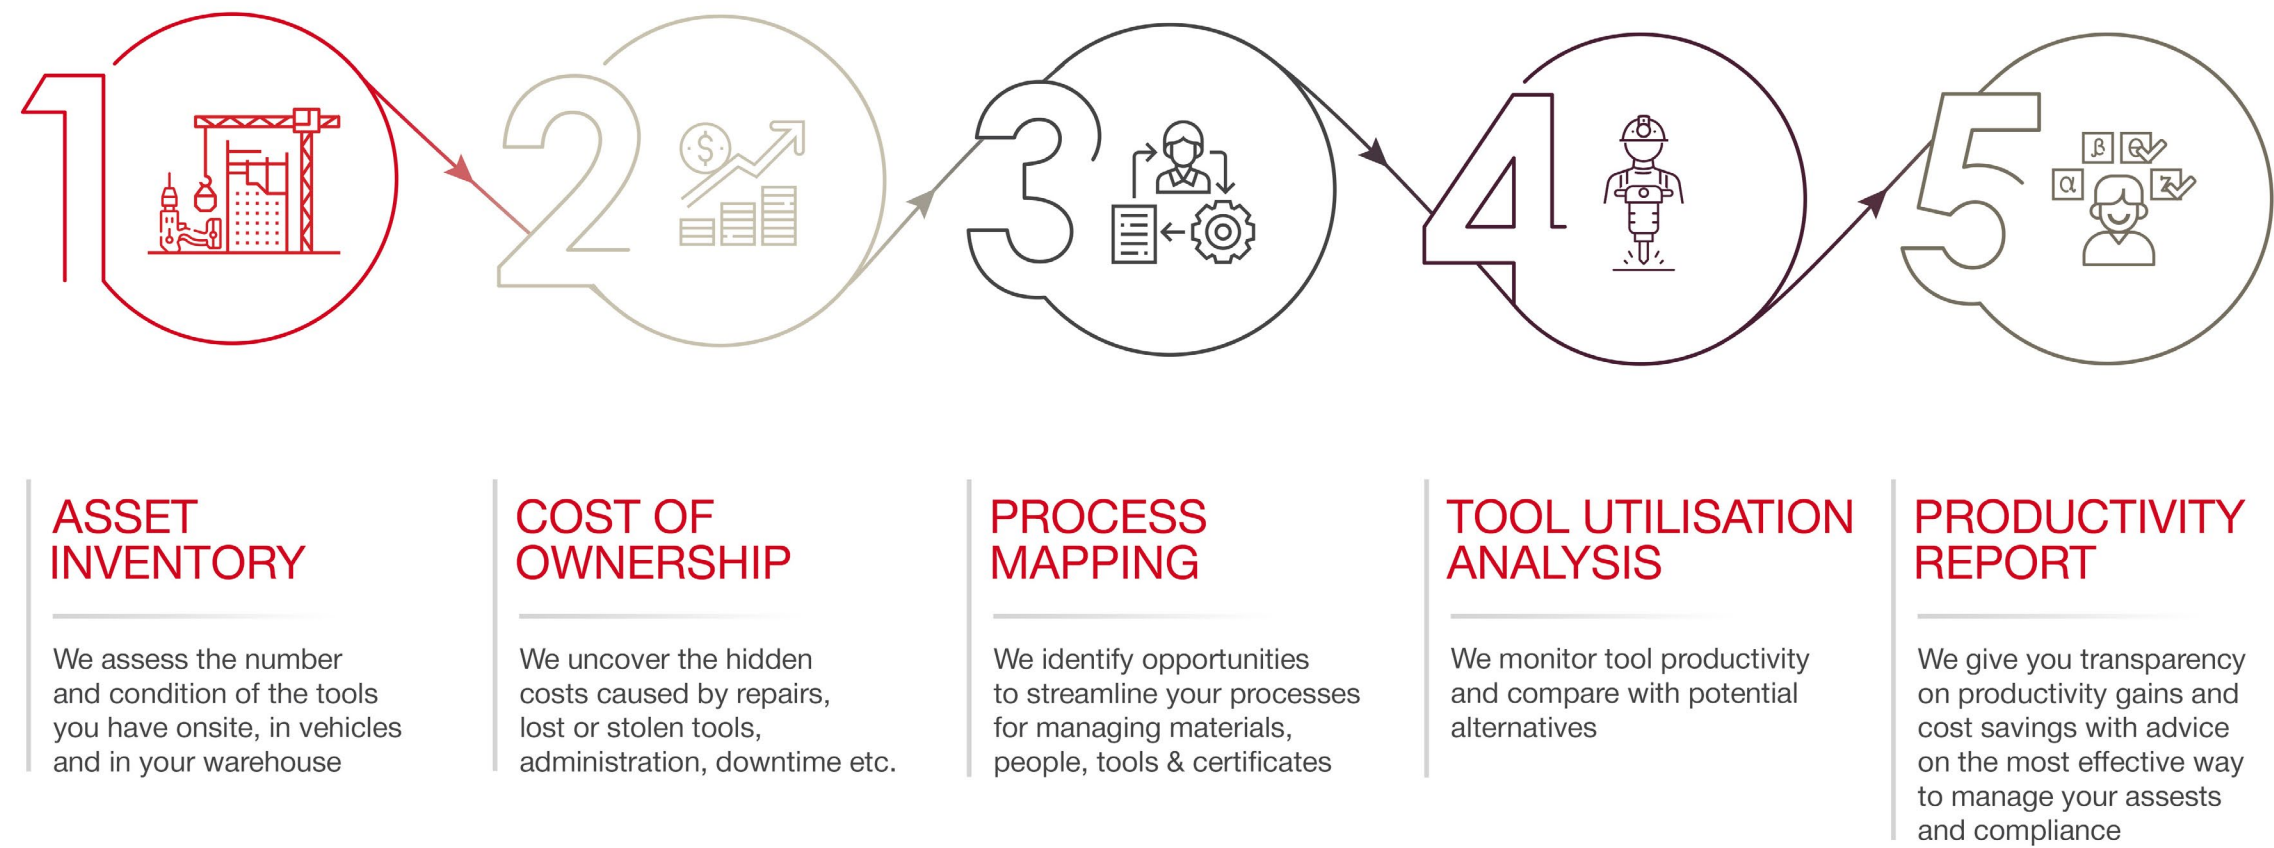 1
2
3
4
5
$
β
α
ASSET
INVENTORY
We assess the number
and condition of the tools
you have onsite, in vehicles
and in your warehouse
COST OF
OWNERSHIP
We uncover the hidden
costs caused by repairs,
lost or stolen tools,
administration, downtime etc.
PROCESS
MAPPING
We identify opportunities
to streamline your processes
for managing materials,
people, tools & certificates
TOOL UTILISATION
ANALYSIS
We monitor tool productivity
and compare with potential
alternatives
PRODUCTIVITY
REPORT
We give you transparency
on productivity gains and
cost savings with advice
on the most effective way
to manage your assests
and compliance